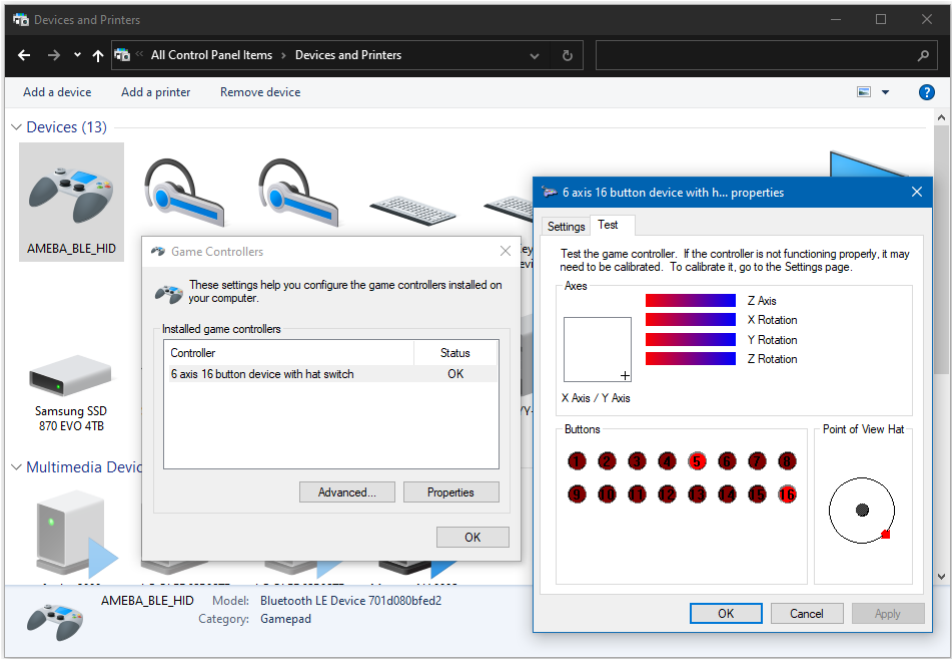 Devices and Printers
All Control Panel Items > Devices and Printers
Add a device Add a printer Remove device
Devices (13)
AMEBA_BLE_HID
Samsung SSD
870 EVO 4TB
Multimedia Devic
Game Controllers
These settings help you configure the game controllers installed on
your computer.
Installed game controllers
Controller Status
6 axis 16 button device with hat switch OK
Advanced... Properties
OK
6 axis 16 button device with h... properties
Settings Test
Test the game controller. If the controller is not functioning properly, it may
need to be calibrated. To calibrate it, go to the Settings page.
Axes
Z Axis
X Rotation
Y Rotation
Z Rotation
X Axis / Y Axis
Buttons
1 2 3 4 5 6 7 8
9 10 11 12 13 14 15 16
Point of View Hat
OK Cancel Apply
AMEBA_BLE_HID Model: Bluetooth LE Device 701d080bfed2
Category: Gamepad